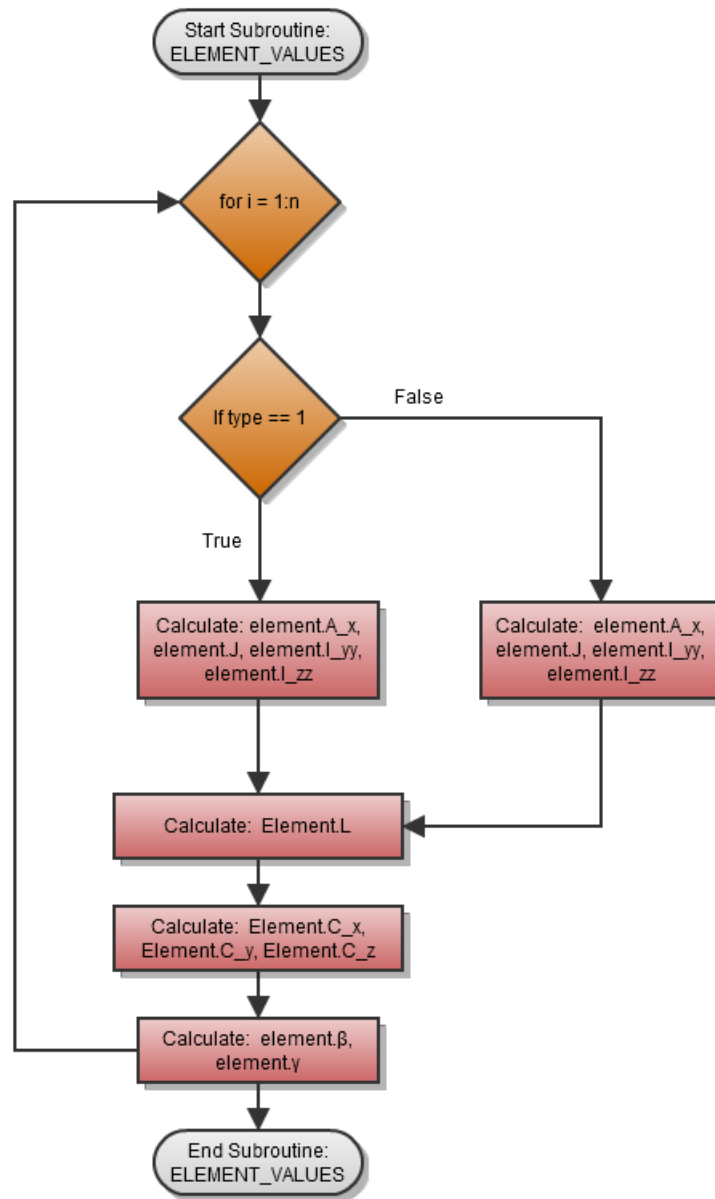 Start Subroutine:
ELEMENT_VALUES
for i = 1:n
If type == 1
False
True
Calculate: element.A_x,
element.J, element.I_yy,
element.I_zz
Calculate: element.A_x,
element.J, element.I_yy,
element.I_zz
Calculate: Element.L
Calculate: Element.C_x,
Element.C_y, Element.C_z
Calculate: element.β,
element.γ
End Subroutine:
ELEMENT_VALUES